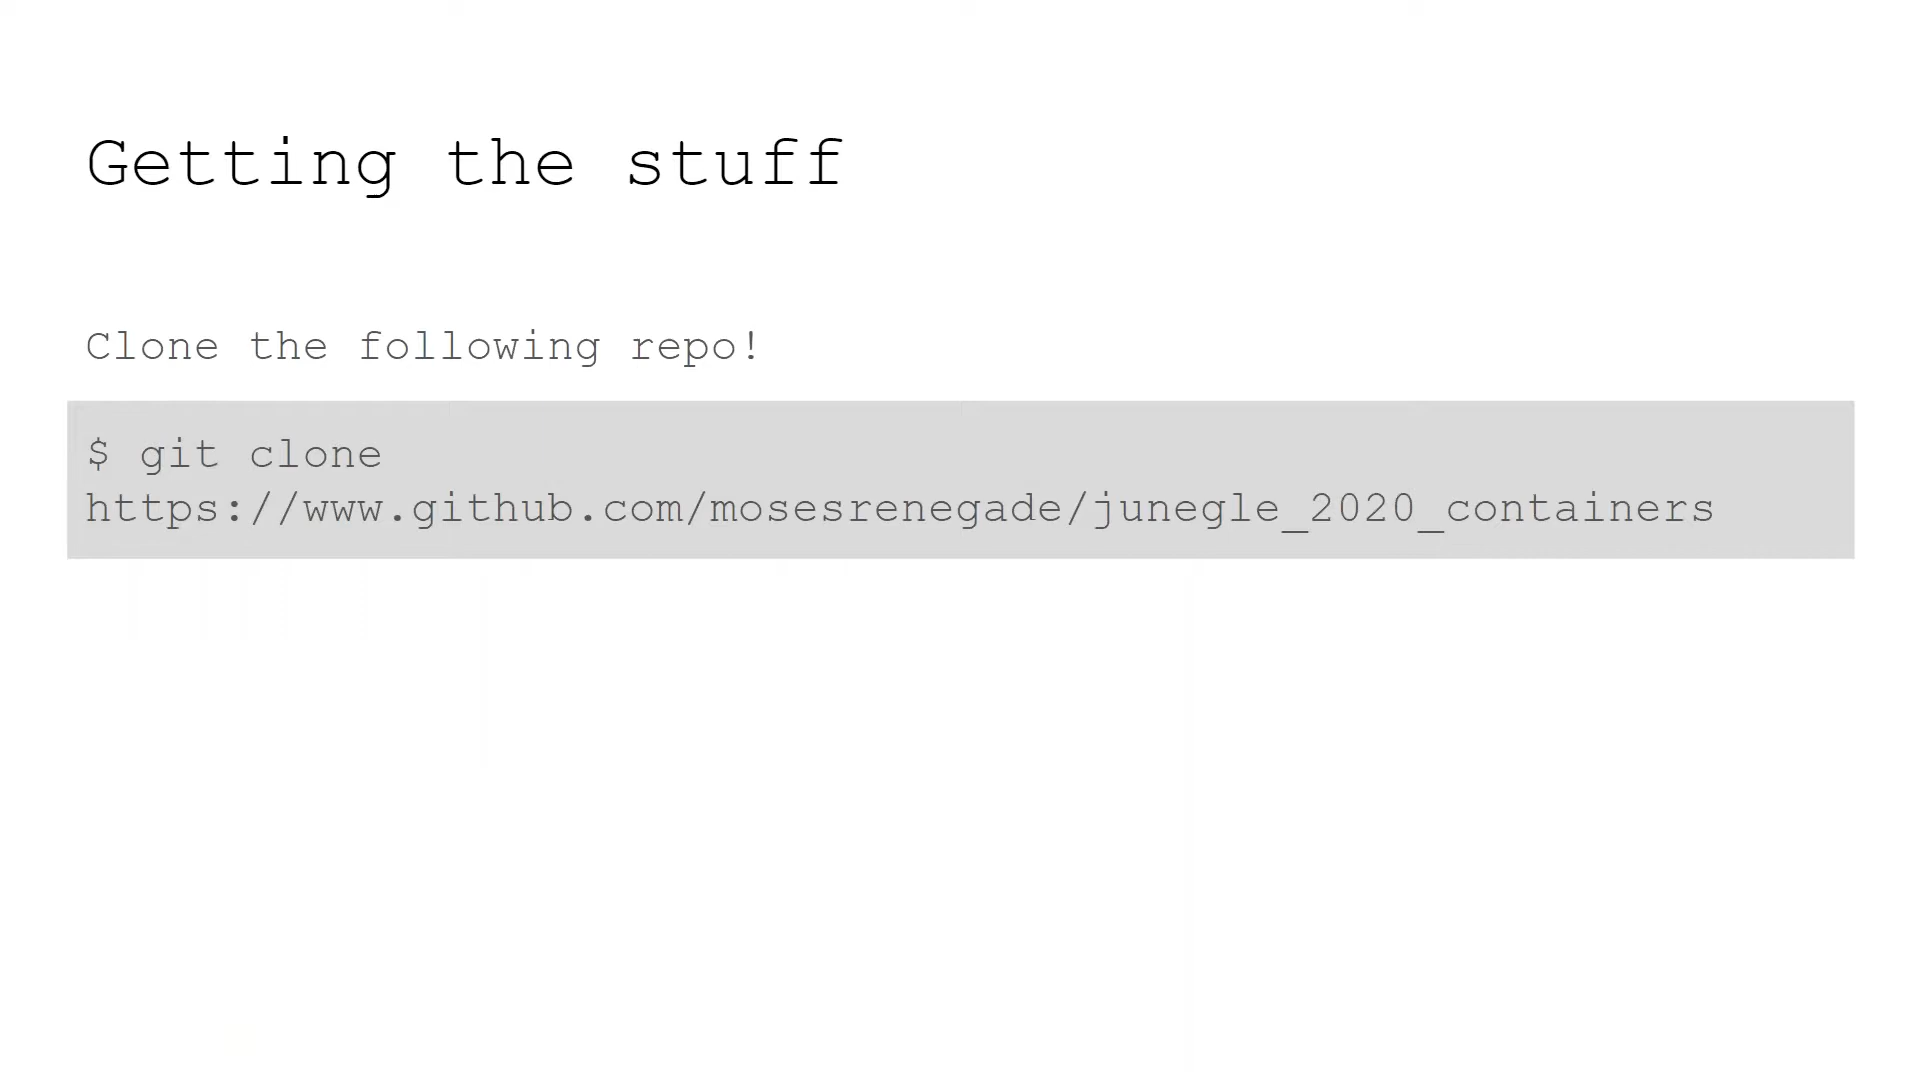 Getting the stuff
Clone the following repo!
$ git clone
https://www.github.com/mosesrenegade/junegle_2020_containers